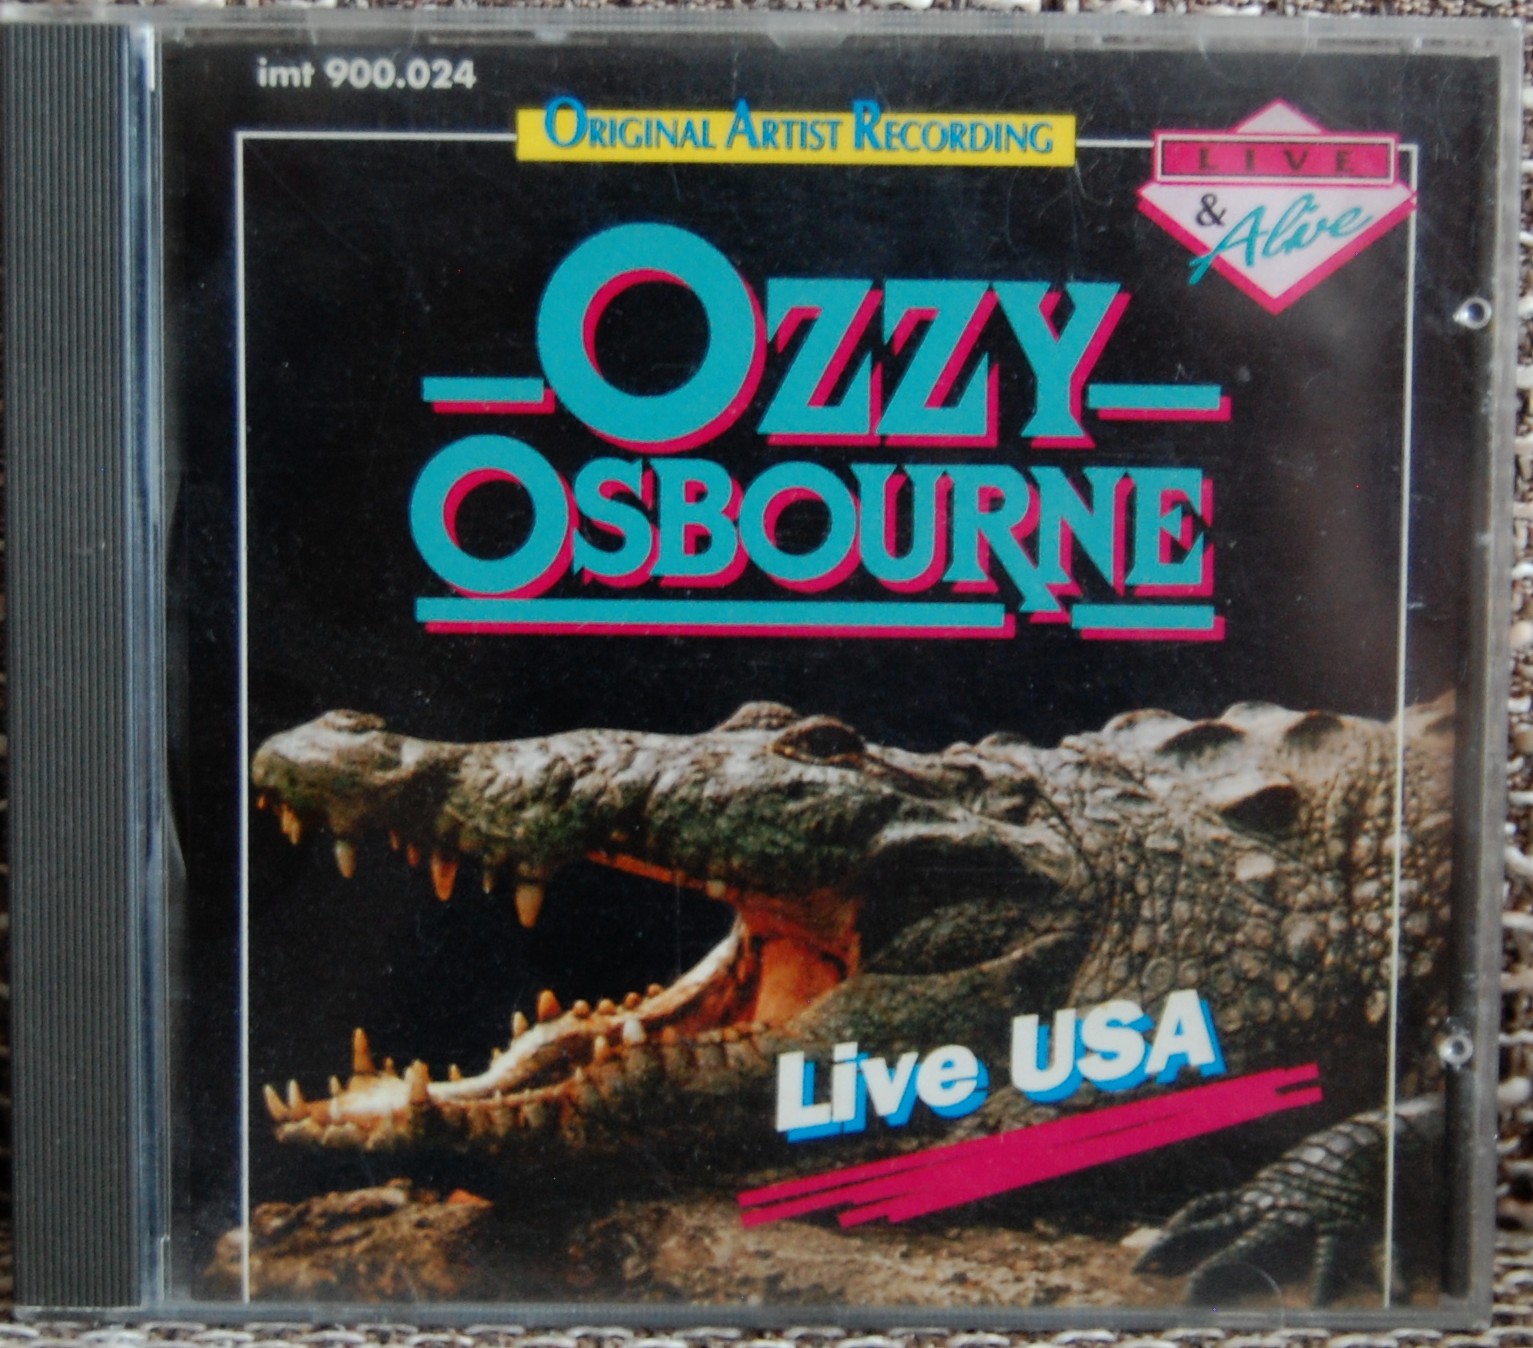 imt 900.024
ORIGINAL ARTIST RECORDING
LIVE
& Alive
OZZY
OSBOURNE
Live USA